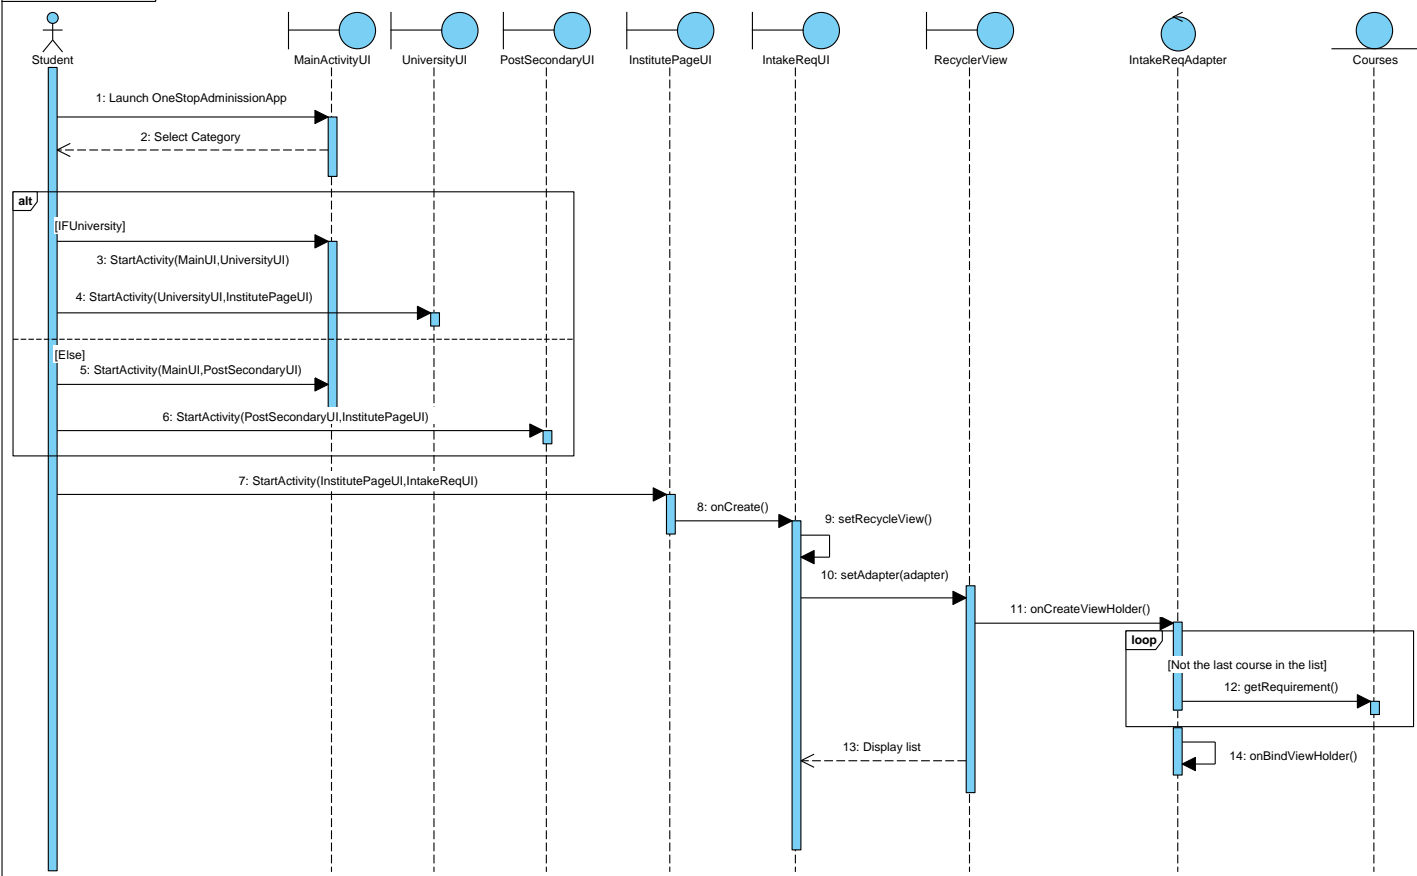 Student
MainActivityUI
UniversityUI
PostSecondaryUI
InstitutePageUI
IntakeReqUI
RecyclerView
IntakeReqAdapter
Courses
1: Launch OneStopAdminissionApp
2: Select Category
alt
[IFUniversity]
3: StartActivity(MainUI,UniversityUI)
4: StartActivity(UniversityUI,InstitutePageUI)
[Else]
5: StartActivity(MainUI,PostSecondaryUI)
6: StartActivity(PostSecondaryUI,InstitutePageUI)
7: StartActivity(InstitutePageUI,IntakeReqUI)
8: onCreate()
9: setRecycleView()
10: setAdapter(adapter)
11: onCreateViewHolder()
loop
[Not the last course in the list]
12: getRequirement()
13: Display list
14: onBindViewHolder()